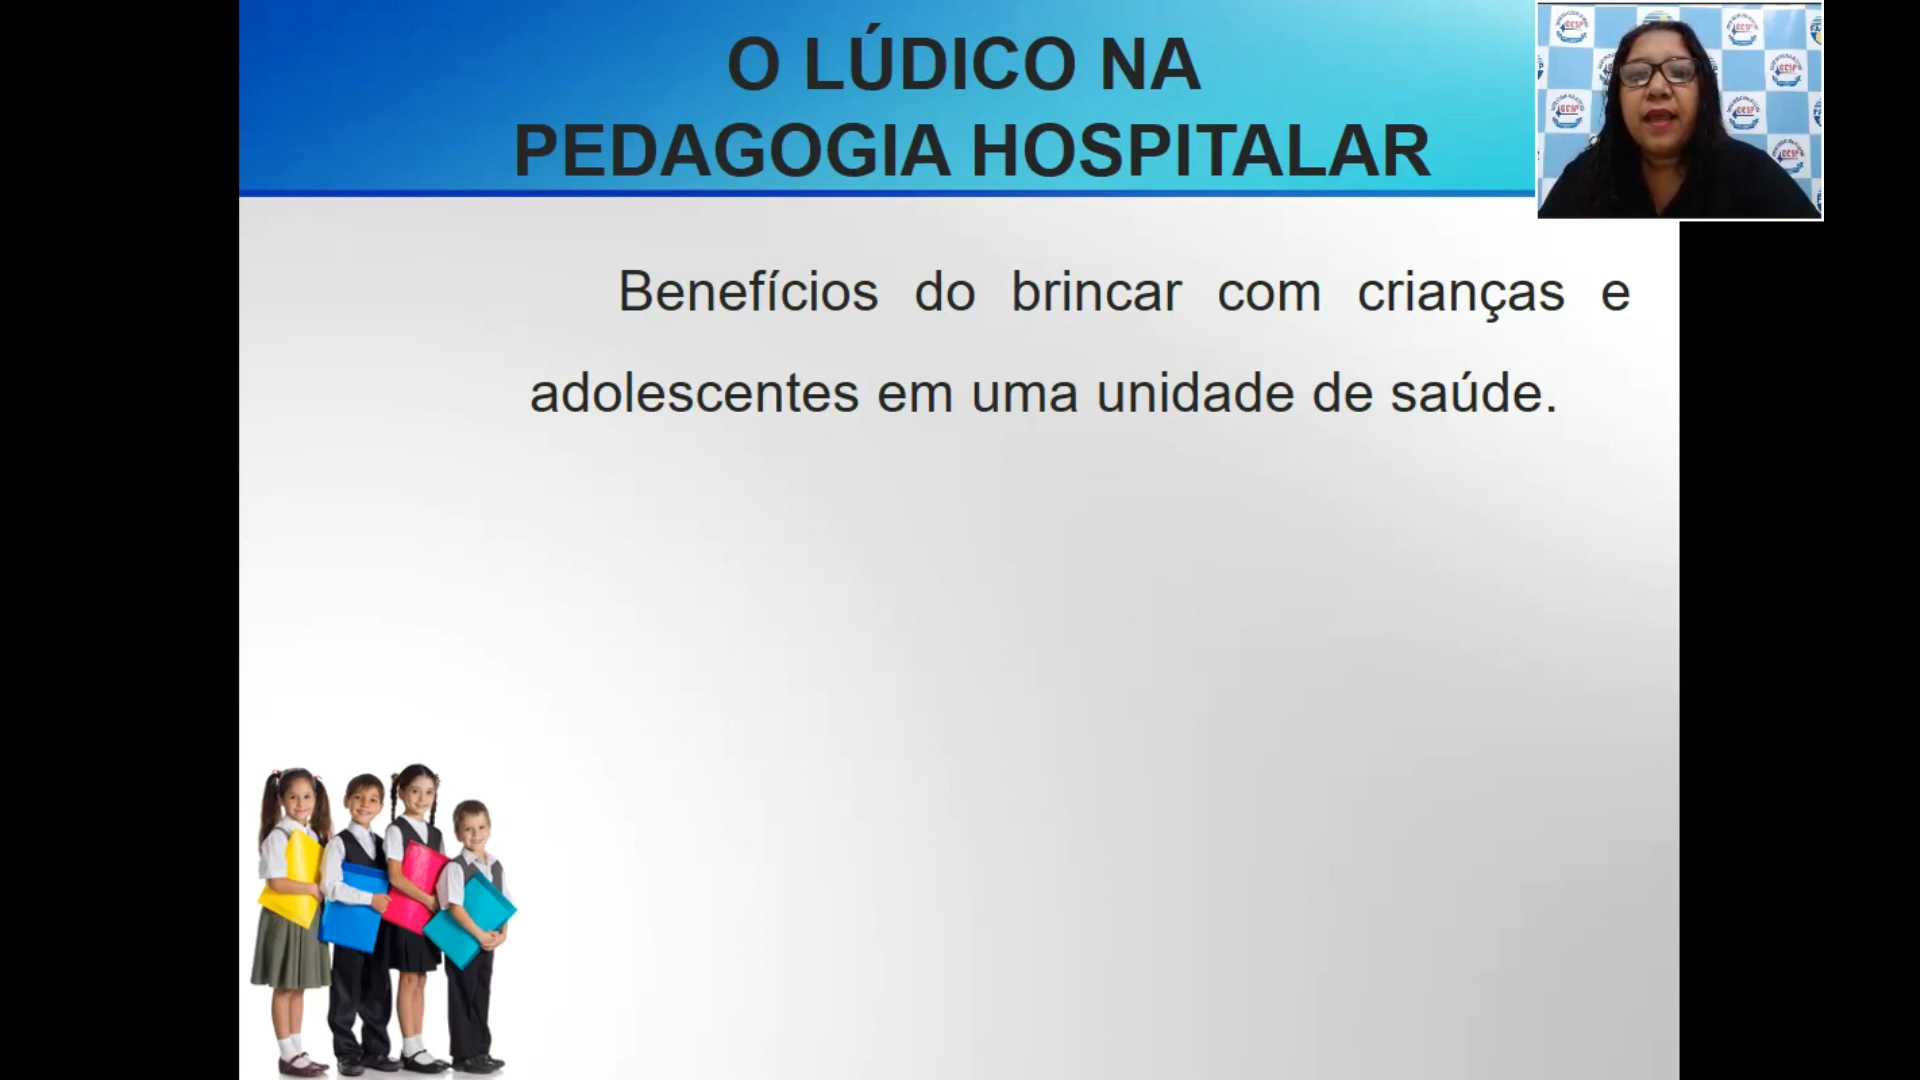 O LÚDICO NA
PEDAGOGIA HOSPITALAR
Benefícios do brincar com crianças e
adolescentes em uma unidade de saúde.